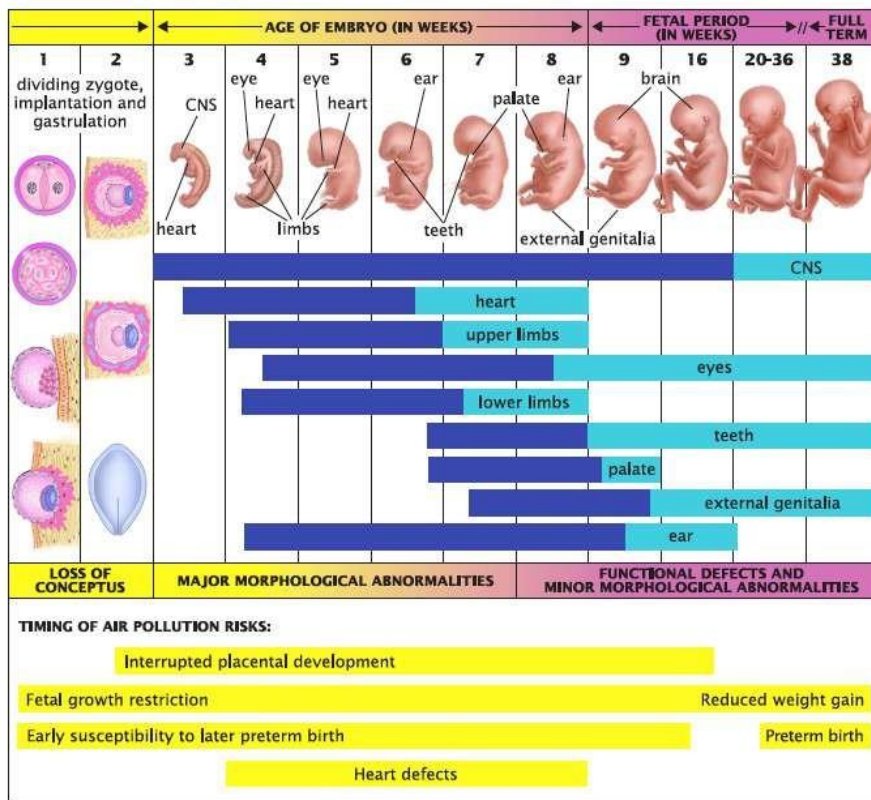 AGE OF EMBRYO (IN WEEKS)
FETAL PERIOD
(IN WEEKS)
//
FULL
TERM
1 2 3 4 5 6 7 8 9 16 20-36 38
dividing zygote,
implantation and
gastrulation
CNS
heart
eye
heart
limbs
eye
heart
ear
teeth
palate
ear
external genitalia
brain
CNS
heart
upper limbs
eyes
lower limbs
teeth
palate
external genitalia
ear
LOSS OF
CONCEPTUS
MAJOR MORPHOLOGICAL ABNORMALITIES
FUNCTIONAL DEFECTS AND
MINOR MORPHOLOGICAL ABNORMALITIES
TIMING OF AIR POLLUTION RISKS:
Interrupted placental development
Fetal growth restriction Reduced weight gain
Early susceptibility to later preterm birth Preterm birth
Heart defects